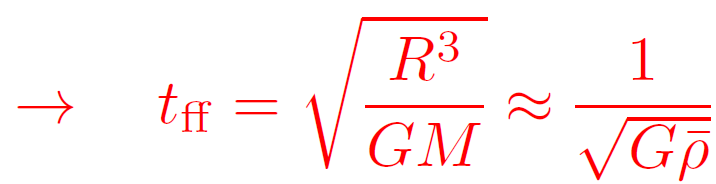 → t_ff = √(R³/(GM)) ≈ 1/√(Gρ̄)